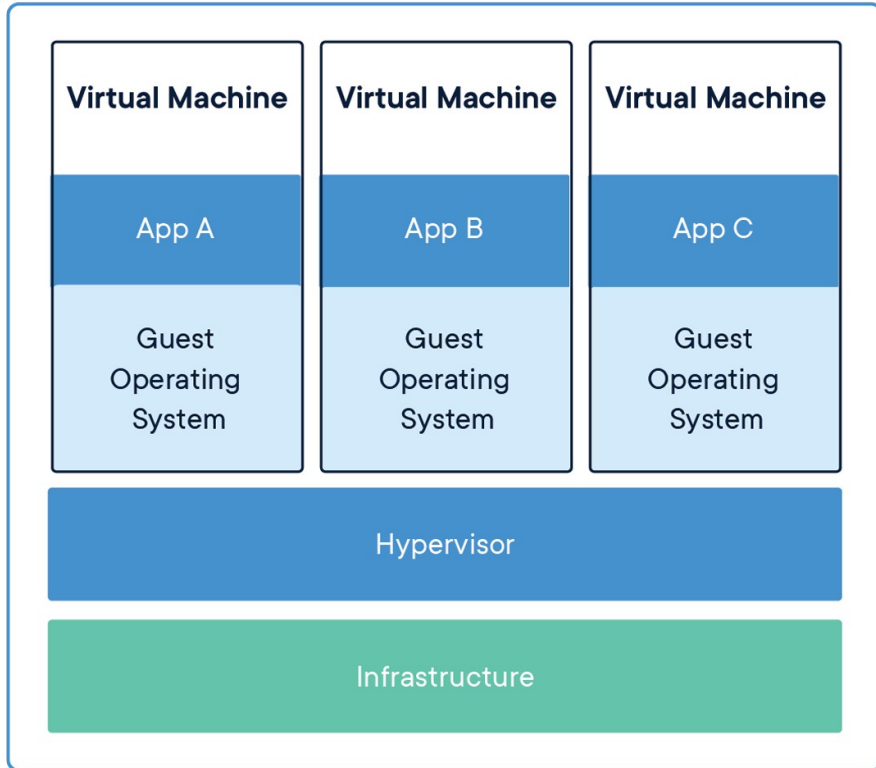 Virtual Machine
App A
Guest
Operating
System
Virtual Machine
App B
Guest
Operating
System
Virtual Machine
App C
Guest
Operating
System
Hypervisor
Infrastructure